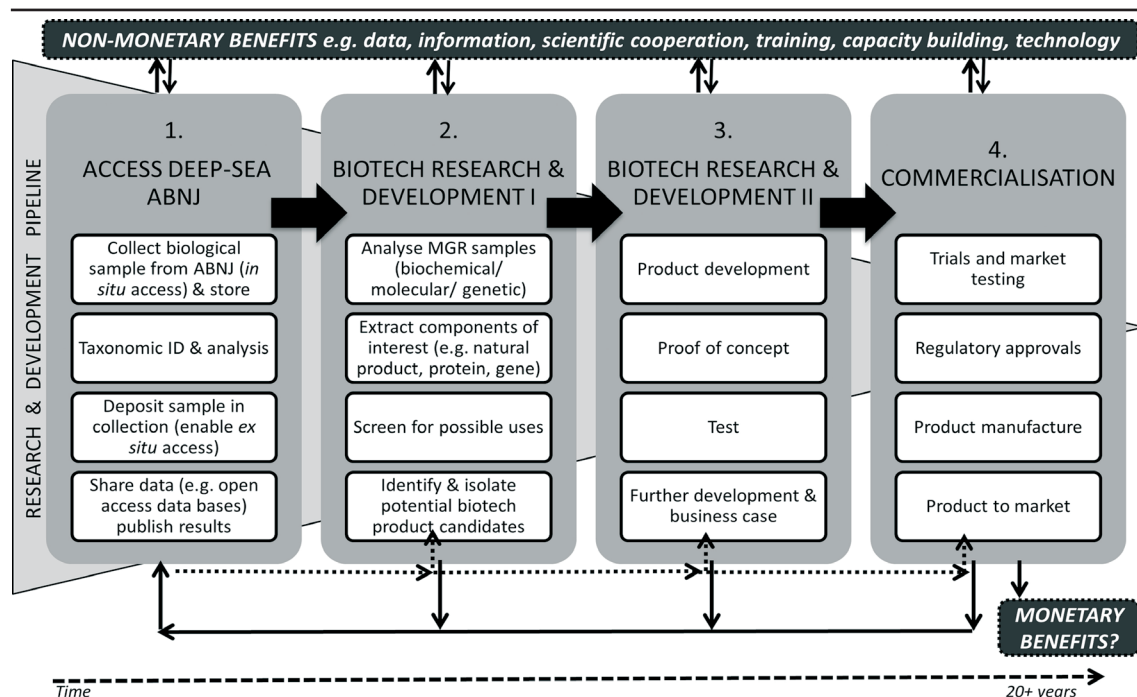 NON-MONETARY BENEFITS e.g. data, information, scientific cooperation, training, capacity building, technology
RESEARCH & DEVELOPMENT PIPELINE
1.
ACCESS DEEP-SEA
ABNJ
Collect biological
sample from ABNJ (in
situ access) & store
Taxonomic ID & analysis
Deposit sample in
collection (enable ex
situ access)
Share data (e.g. open
access data bases)
publish results
2.
BIOTECH RESEARCH &
DEVELOPMENT I
Analyse MGR samples
(biochemical/
molecular/ genetic)
Extract components of
interest (e.g. natural
product, protein, gene)
Screen for possible uses
Identify & isolate
potential biotech
product candidates
3.
BIOTECH RESEARCH &
DEVELOPMENT II
Product development
Proof of concept
Test
Further development &
business case
4.
COMMERCIALISATION
Trials and market
testing
Regulatory approvals
Product manufacture
Product to market
MONETARY
BENEFITS?
Time
20+ years